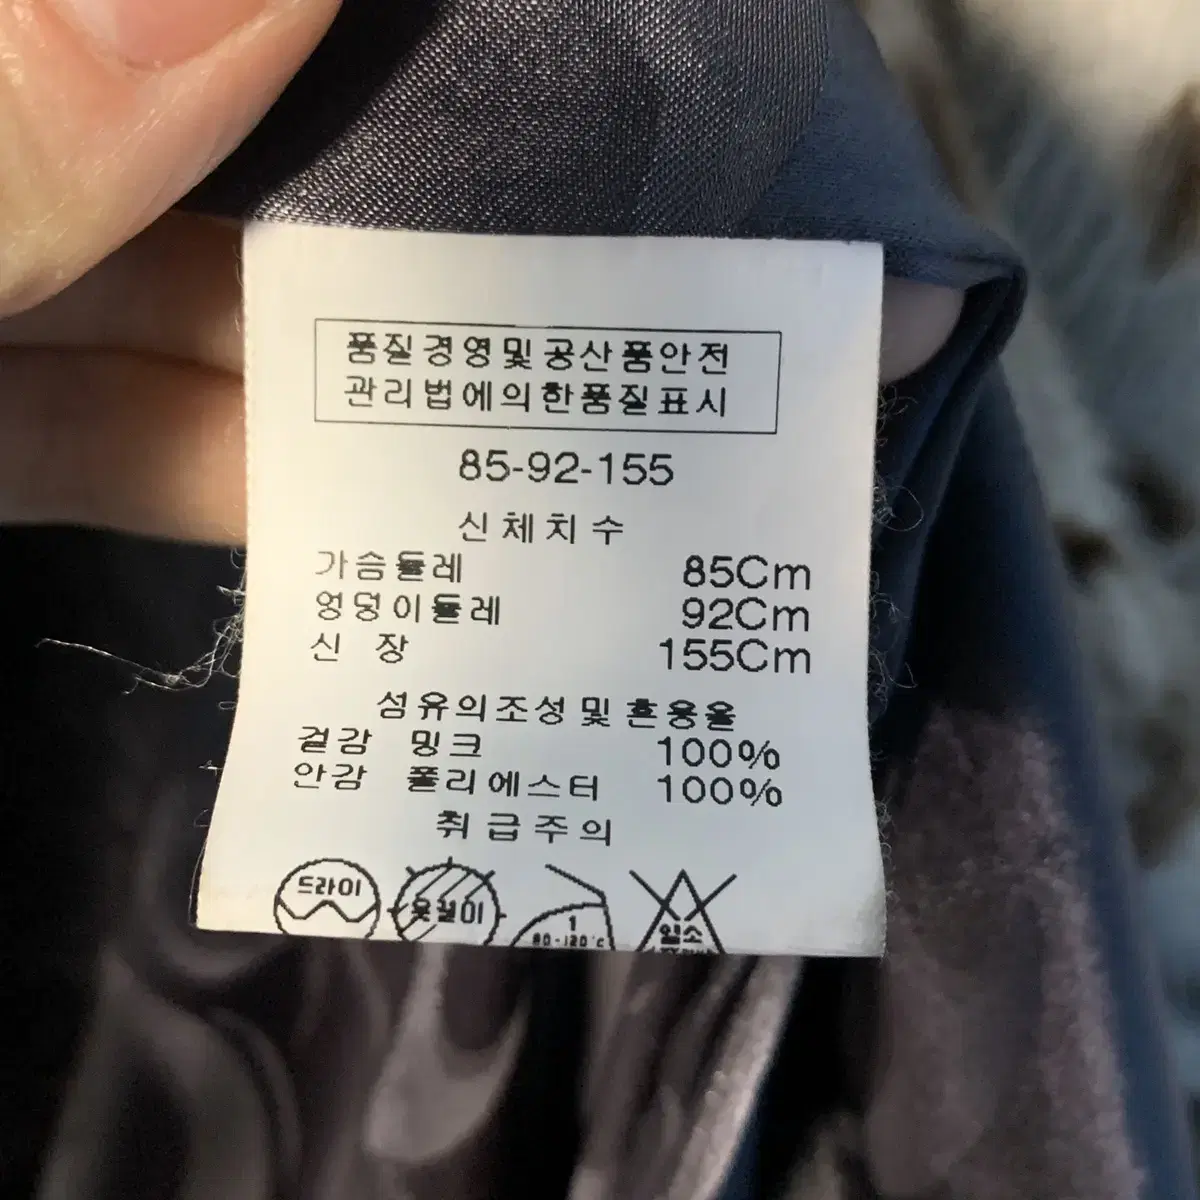 품질경영및공산품안전
관리법에의한품질표시
85-92-155
신체치수
가슴둘레 85Cm
엉덩이둘레 92Cm
신 장 155Cm
섬유의조성및혼용율
겉감 밍크 100%
안감 폴리에스터 100%
취급주의
드라이 옷걸이 1 80-120℃ 염소